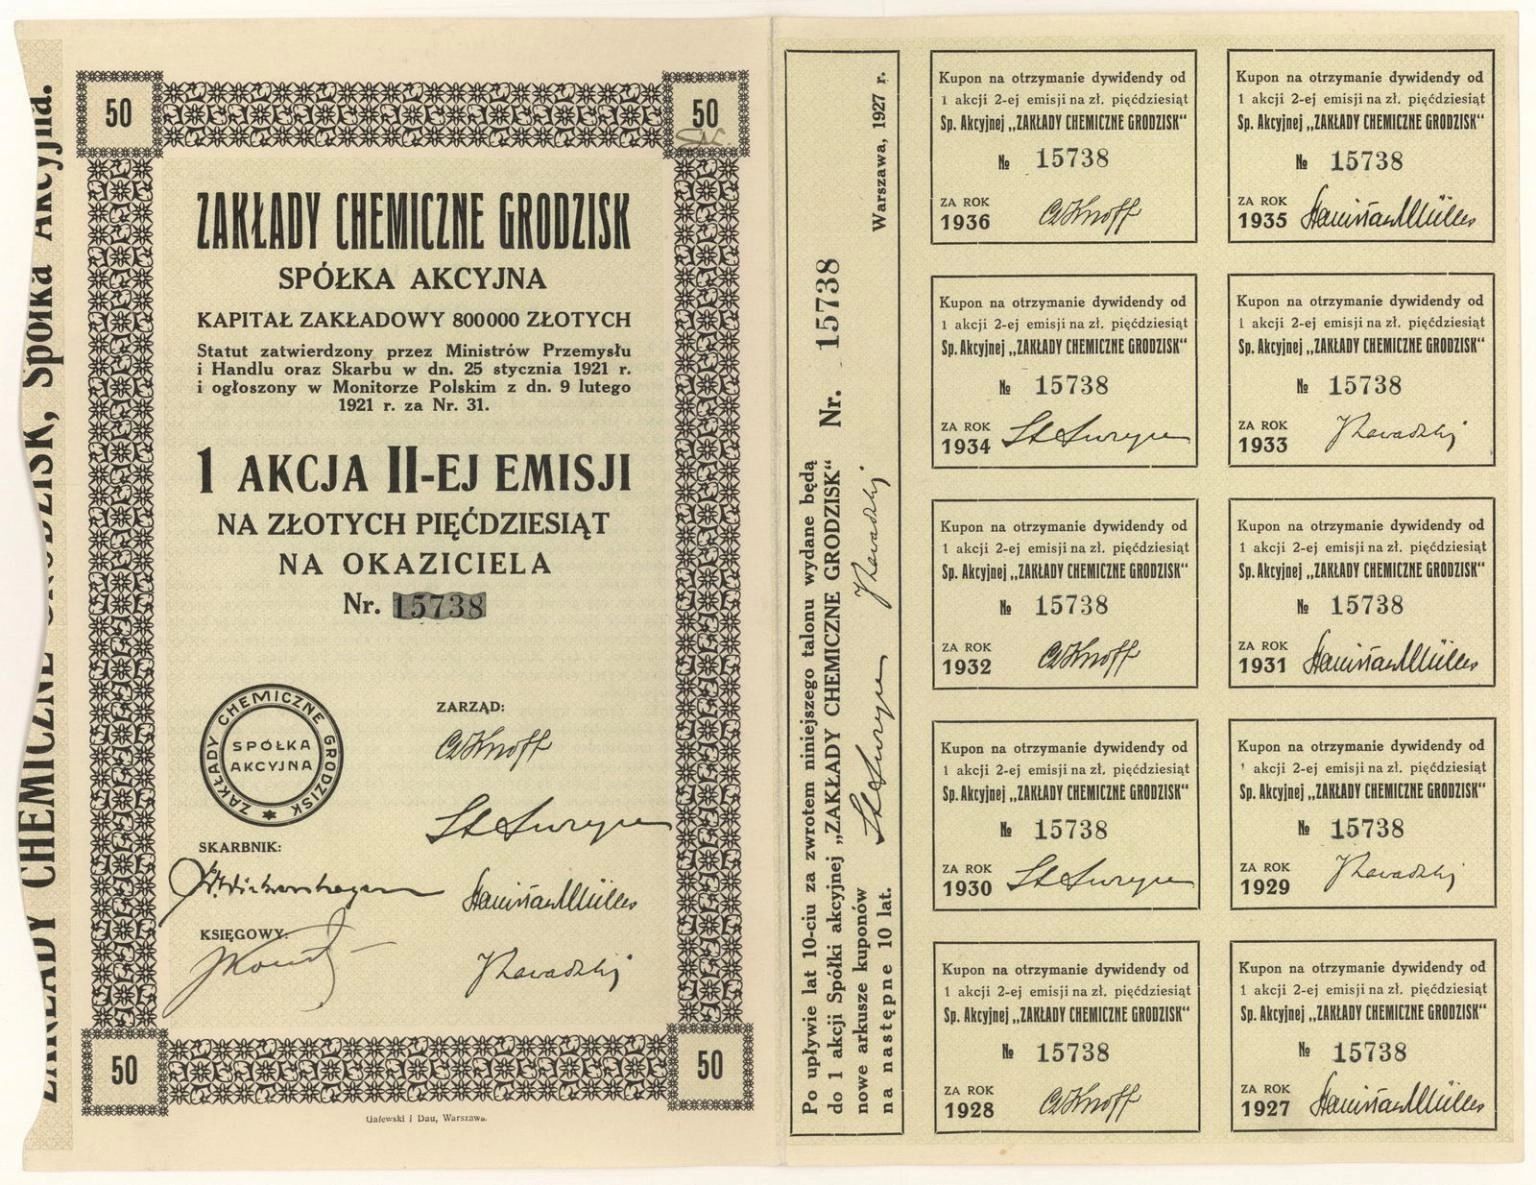 ZAKŁADY CHEMICZNE GRODZISK, Spółka Akcyjna.
50
50
ZAKŁADY CHEMICZNE GRODZISK
SPÓŁKA AKCYJNA
KAPITAŁ ZAKŁADOWY 800000 ZŁOTYCH
Statut zatwierdzony przez Ministrów Przemysłu
i Handlu oraz Skarbu w dn. 25 stycznia 1921 r.
i ogłoszony w Monitorze Polskim z dn. 9 lutego
1921 r. za Nr. 31.
1 AKCJA II-EJ EMISJI
NA ZŁOTYCH PIĘĆDZIESIĄT
NA OKAZICIELA
Nr. 15738
ZAKŁADY CHEMICZNE GRODZISK
SPÓŁKA
AKCYJNA
ZARZĄD:
SKARBNIK:
Stanisław Müller
KSIĘGOWY:
50
50
Galewski i Dau, Warszawa.
Po upływie lat 10-ciu za zwrotem niniejszego talonu wydane będą
do 1 akcji Spółki akcyjnej „ZAKŁADY CHEMICZNE GRODZISK“ Nr. 15738
nowe arkusze kuponów
na następne 10 lat.
Warszawa, 1927 r.
Kupon na otrzymanie dywidendy od
1 akcji 2-ej emisji na zł. pięćdziesiąt
Sp. Akcyjnej „ZAKŁADY CHEMICZNE GRODZISK“
№ 15738
ZA ROK
1936
Kupon na otrzymanie dywidendy od
1 akcji 2-ej emisji na zł. pięćdziesiąt
Sp. Akcyjnej „ZAKŁADY CHEMICZNE GRODZISK“
№ 15738
ZA ROK
1935 Stanisław Müller
Kupon na otrzymanie dywidendy od
1 akcji 2-ej emisji na zł. pięćdziesiąt
Sp. Akcyjnej „ZAKŁADY CHEMICZNE GRODZISK“
№ 15738
ZA ROK
1934
Kupon na otrzymanie dywidendy od
1 akcji 2-ej emisji na zł. pięćdziesiąt
Sp. Akcyjnej „ZAKŁADY CHEMICZNE GRODZISK“
№ 15738
ZA ROK
1933
Kupon na otrzymanie dywidendy od
1 akcji 2-ej emisji na zł. pięćdziesiąt
Sp. Akcyjnej „ZAKŁADY CHEMICZNE GRODZISK“
№ 15738
ZA ROK
1932
Kupon na otrzymanie dywidendy od
1 akcji 2-ej emisji na zł. pięćdziesiąt
Sp. Akcyjnej „ZAKŁADY CHEMICZNE GRODZISK“
№ 15738
ZA ROK
1931 Stanisław Müller
Kupon na otrzymanie dywidendy od
1 akcji 2-ej emisji na zł. pięćdziesiąt
Sp. Akcyjnej „ZAKŁADY CHEMICZNE GRODZISK“
№ 15738
ZA ROK
1930
Kupon na otrzymanie dywidendy od
1 akcji 2-ej emisji na zł. pięćdziesiąt
Sp. Akcyjnej „ZAKŁADY CHEMICZNE GRODZISK“
№ 15738
ZA ROK
1929
Kupon na otrzymanie dywidendy od
1 akcji 2-ej emisji na zł. pięćdziesiąt
Sp. Akcyjnej „ZAKŁADY CHEMICZNE GRODZISK“
№ 15738
ZA ROK
1928
Kupon na otrzymanie dywidendy od
1 akcji 2-ej emisji na zł. pięćdziesiąt
Sp. Akcyjnej „ZAKŁADY CHEMICZNE GRODZISK“
№ 15738
ZA ROK
1927 Stanisław Müller